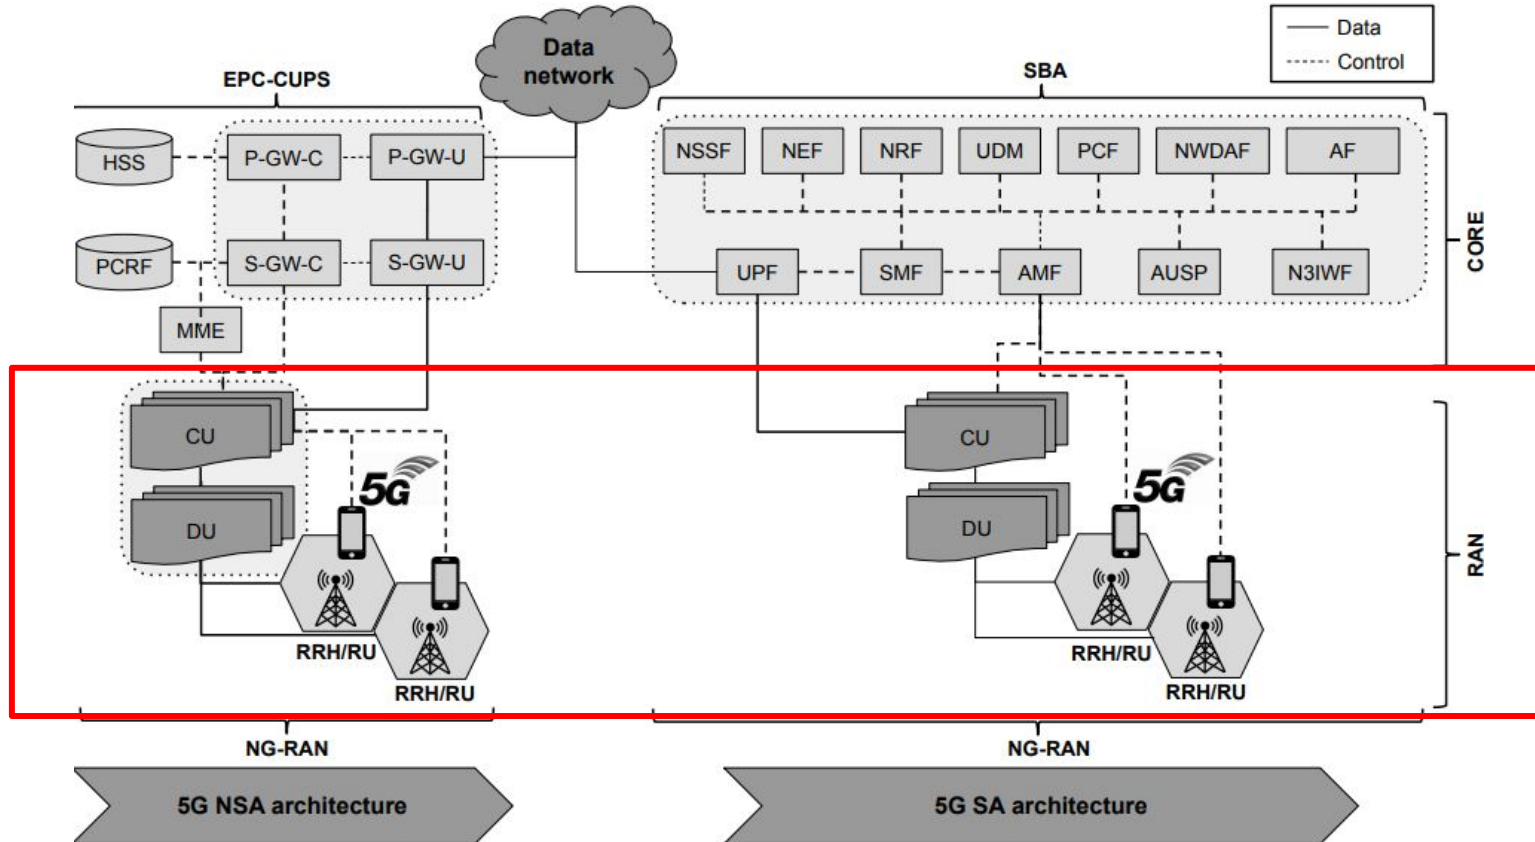 Data
network
Data
Control
EPC-CUPS
SBA
HSS
P-GW-C
P-GW-U
NSSF
NEF
NRF
UDM
PCF
NWDAF
AF
PCRF
S-GW-C
S-GW-U
UPF
SMF
AMF
AUSP
N3IWF
CORE
MME
CU
5G
DU
RRH/RU
RRH/RU
CU
5G
DU
RRH/RU
RRH/RU
RAN
NG-RAN
NG-RAN
5G NSA architecture
5G SA architecture